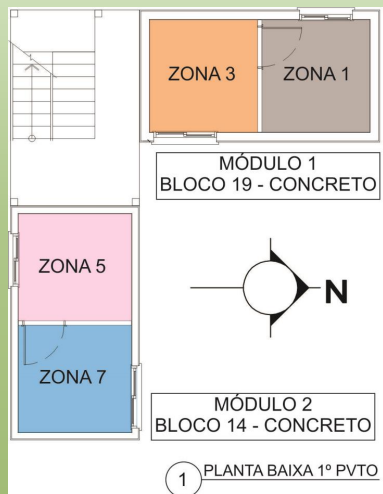 ZONA 3
ZONA 1
MÓDULO 1
BLOCO 19 - CONCRETO
ZONA 5
N
ZONA 7
MÓDULO 2
BLOCO 14 - CONCRETO
1
PLANTA BAIXA 1º PVTO